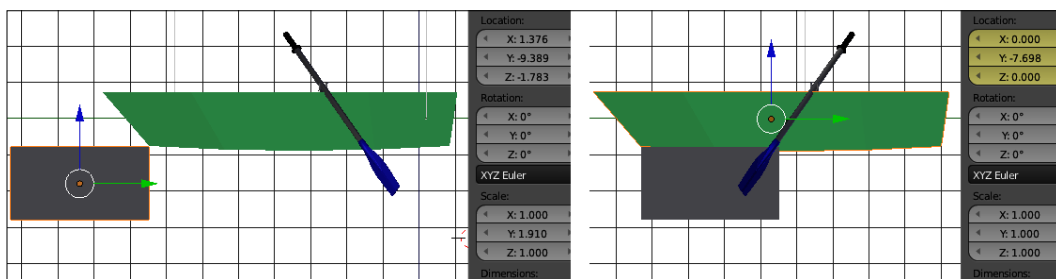 Location:
X: 1.376
Y: -9.389
Z: -1.783
Rotation:
X: 0°
Y: 0°
Z: 0°
XYZ Euler
Scale:
X: 1.000
Y: 1.910
Z: 1.000
Dimensions:
Location:
X: 0.000
Y: -7.698
Z: 0.000
Rotation:
X: 0°
Y: 0°
Z: 0°
XYZ Euler
Scale:
X: 1.000
Y: 1.000
Z: 1.000
Dimensions: